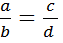 a/b = c/d